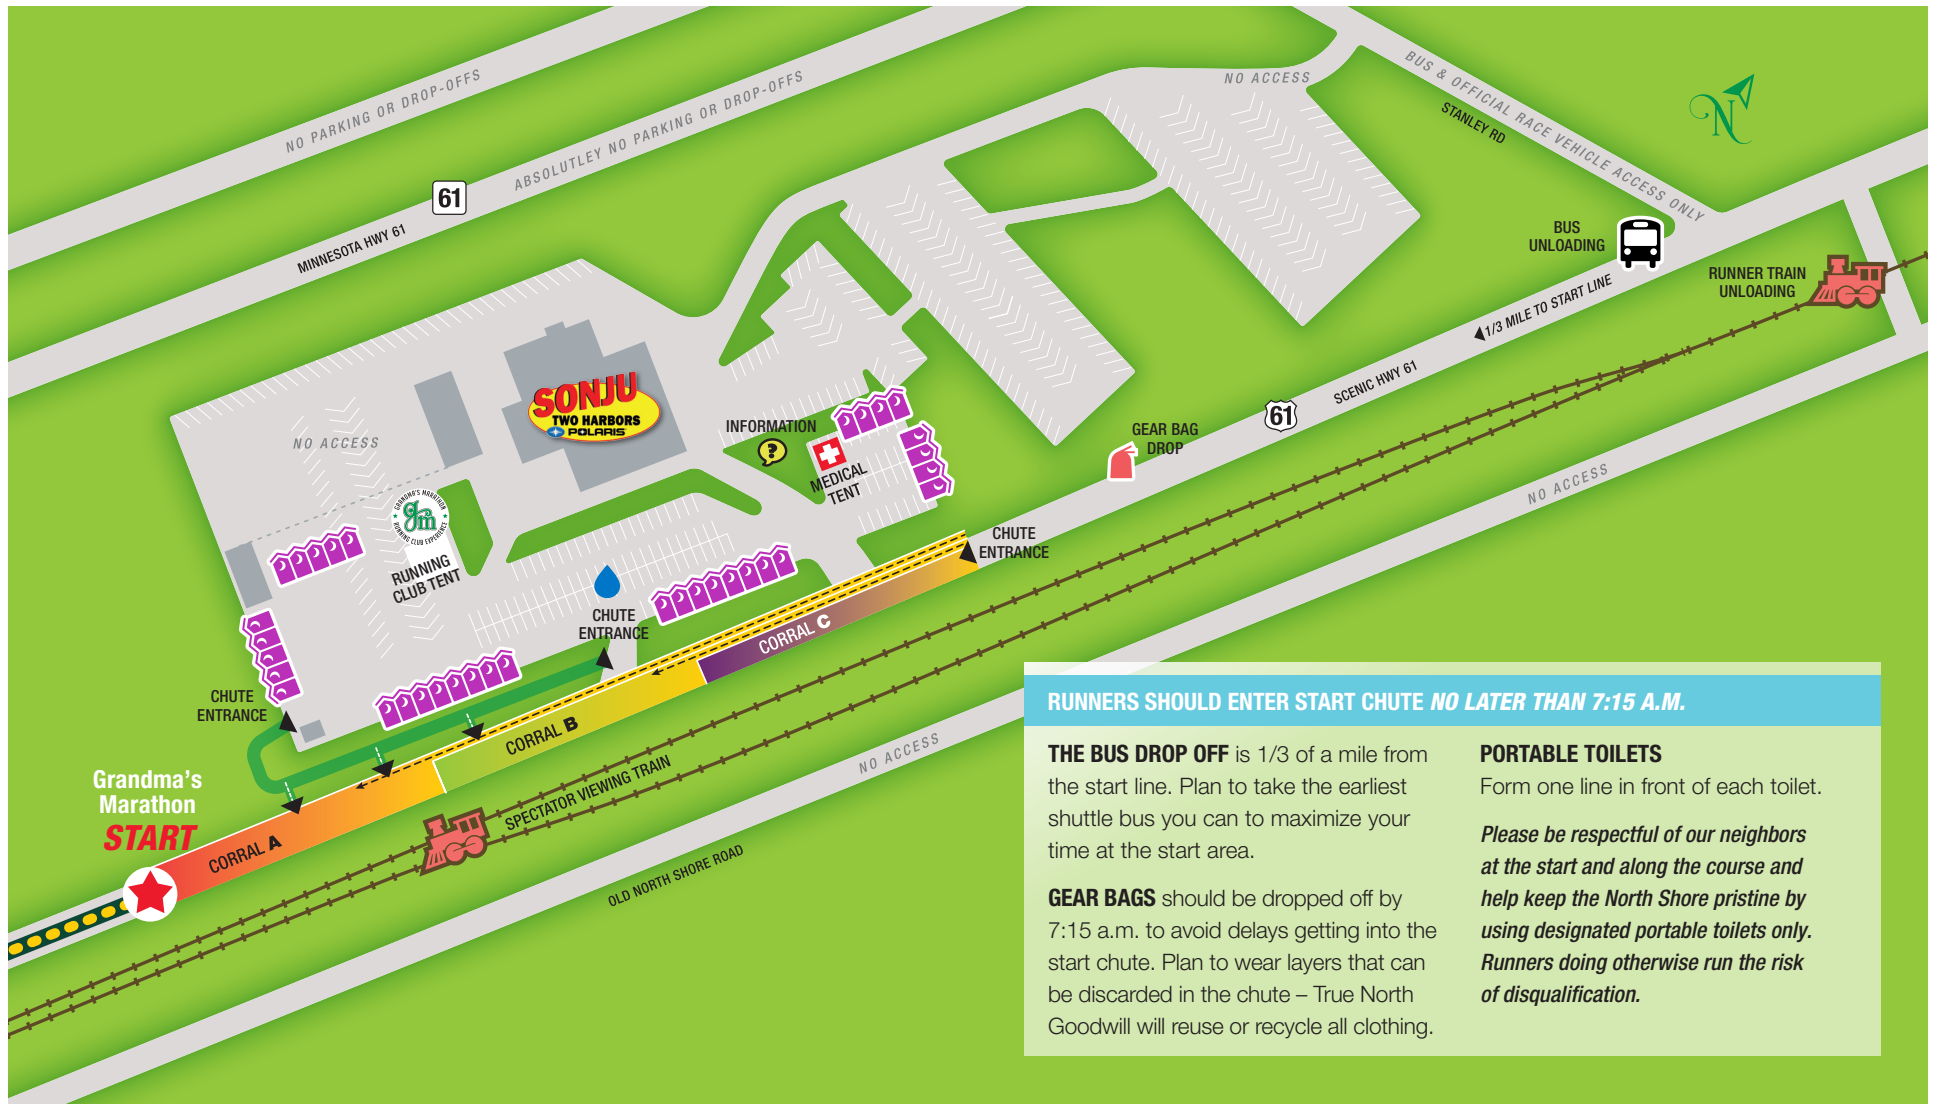 NO PARKING OR DROP-OFFS
ABSOLUTLEY NO PARKING OR DROP-OFFS
61
MINNESOTA HWY 61
NO ACCESS
BUS & OFFICIAL RACE VEHICLE ACCESS ONLY
STANLEY RD
N
BUS
UNLOADING
RUNNER TRAIN
UNLOADING
1/3 MILE TO START LINE
SCENIC HWY 61
61
NO ACCESS
SONJU
TWO HARBORS
POLARIS
NO ACCESS
INFORMATION
?
MEDICAL
TENT
GEAR BAG
DROP
GRANDMA'S MARATHON
Gm
RUNNING CLUB EXPERIENCE
RUNNING
CLUB TENT
CHUTE
ENTRANCE
CHUTE
ENTRANCE
CHUTE
ENTRANCE
CORRAL C
CORRAL B
CORRAL A
Grandma's
Marathon
START
SPECTATOR VIEWING TRAIN
OLD NORTH SHORE ROAD
NO ACCESS
RUNNERS SHOULD ENTER START CHUTE NO LATER THAN 7:15 A.M.
THE BUS DROP OFF is 1/3 of a mile from
the start line. Plan to take the earliest
shuttle bus you can to maximize your
time at the start area.
GEAR BAGS should be dropped off by
7:15 a.m. to avoid delays getting into the
start chute. Plan to wear layers that can
be discarded in the chute – True North
Goodwill will reuse or recycle all clothing.
PORTABLE TOILETS
Form one line in front of each toilet.
Please be respectful of our neighbors
at the start and along the course and
help keep the North Shore pristine by
using designated portable toilets only.
Runners doing otherwise run the risk
of disqualification.